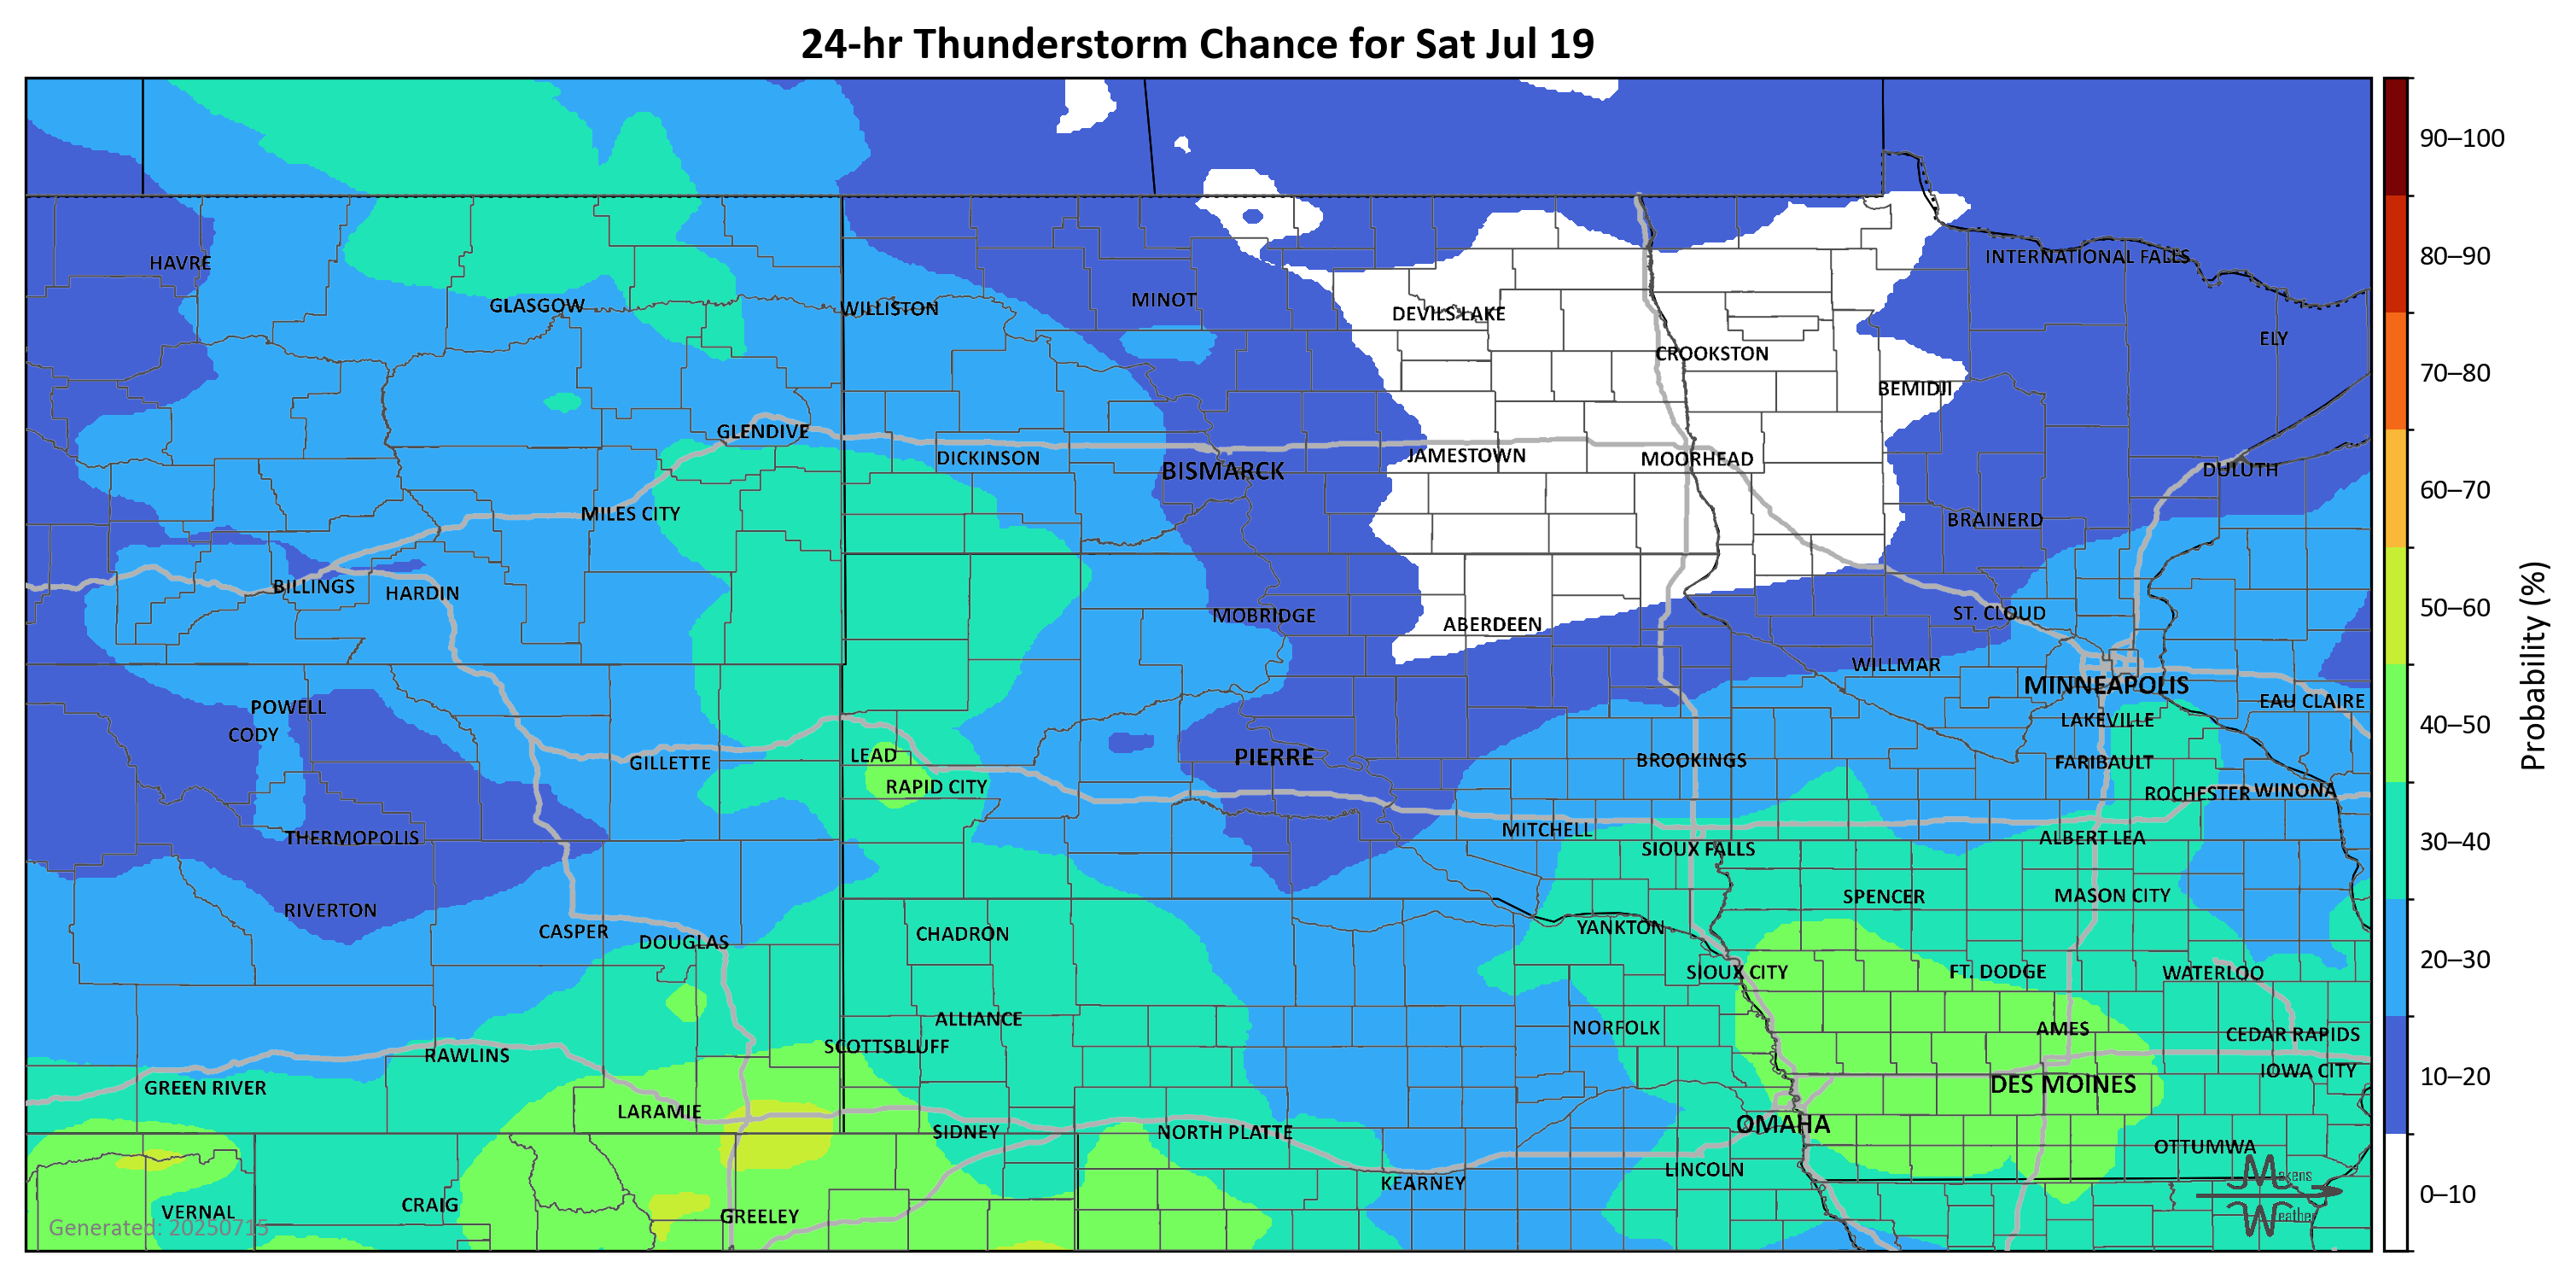 24-hr Thunderstorm Chance for Sat Jul 19
90–100
80–90
70–80
60–70
50–60
40–50
30–40
20–30
10–20
0–10
Probability (%)
HAVRE
INTERNATIONAL FALLS
GLASGOW
WILLISTON
MINOT
DEVILS LAKE
ELY
CROOKSTON
BEMIDJI
GLENDIVE
DICKINSON
BISMARCK
JAMESTOWN
MOORHEAD
DULUTH
MILES CITY
BRAINERD
BILLINGS
HARDIN
MOBRIDGE
ABERDEEN
ST. CLOUD
WILLMAR
MINNEAPOLIS
POWELL
EAU CLAIRE
CODY
LAKEVILLE
LEAD
PIERRE
GILLETTE
BROOKINGS
FARIBAULT
RAPID CITY
ROCHESTER
WINONA
THERMOPOLIS
MITCHELL
ALBERT LEA
SIOUX FALLS
RIVERTON
SPENCER
MASON CITY
CASPER
DOUGLAS
CHADRON
YANKTON
SIOUX CITY
FT. DODGE
WATERLOO
ALLIANCE
NORFOLK
AMES
CEDAR RAPIDS
RAWLINS
SCOTTSBLUFF
GREEN RIVER
DES MOINES
IOWA CITY
LARAMIE
SIDNEY
NORTH PLATTE
OMAHA
OTTUMWA
LINCOLN
KEARNEY
CRAIG
VERNAL
GREELEY
Generated: 20250715
Makens
Weather